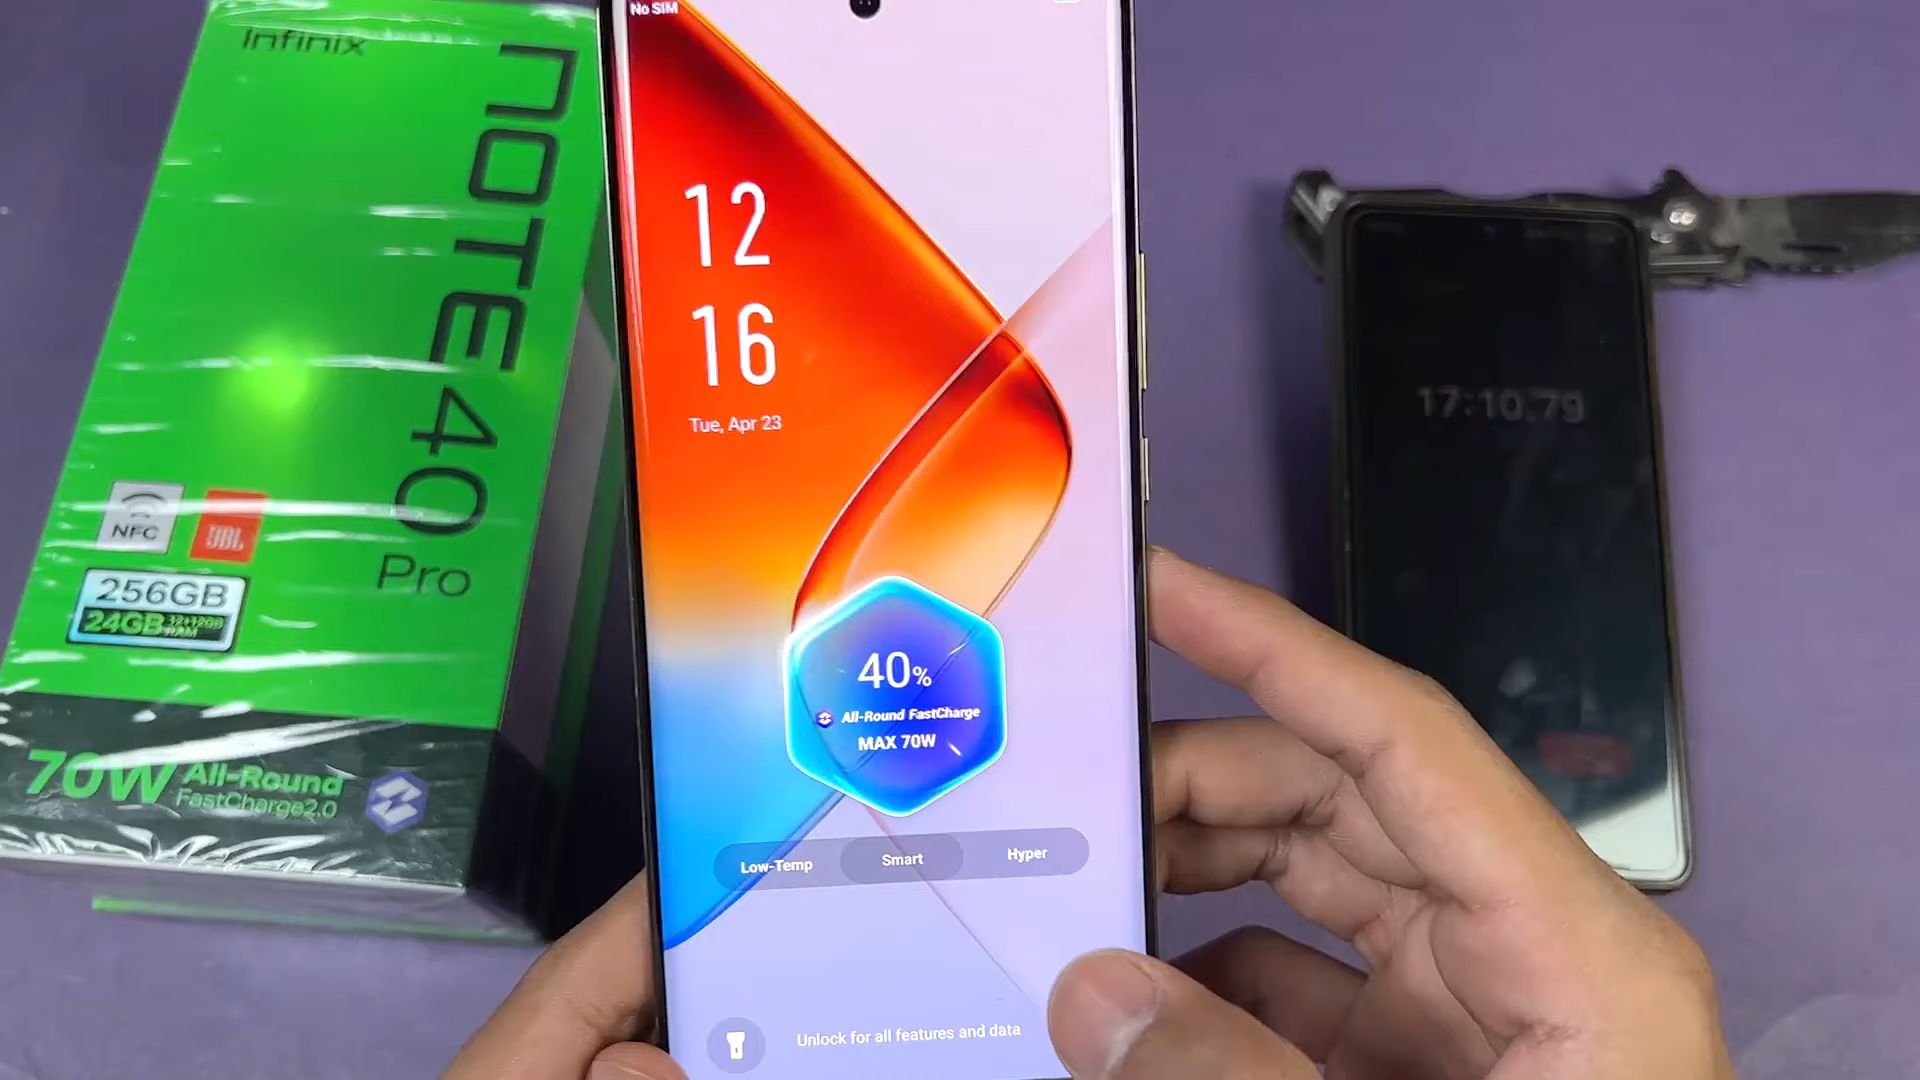 Infinix
NOTE 40
Pro
NFC
JBL
256GB
24GB 12+12GB
RAM
70W All-Round
FastCharge2.0
No SIM
12
16
Tue, Apr 23
40%
All-Round FastCharge
MAX 70W
Low-Temp Smart Hyper
Unlock for all features and data
17:10.79